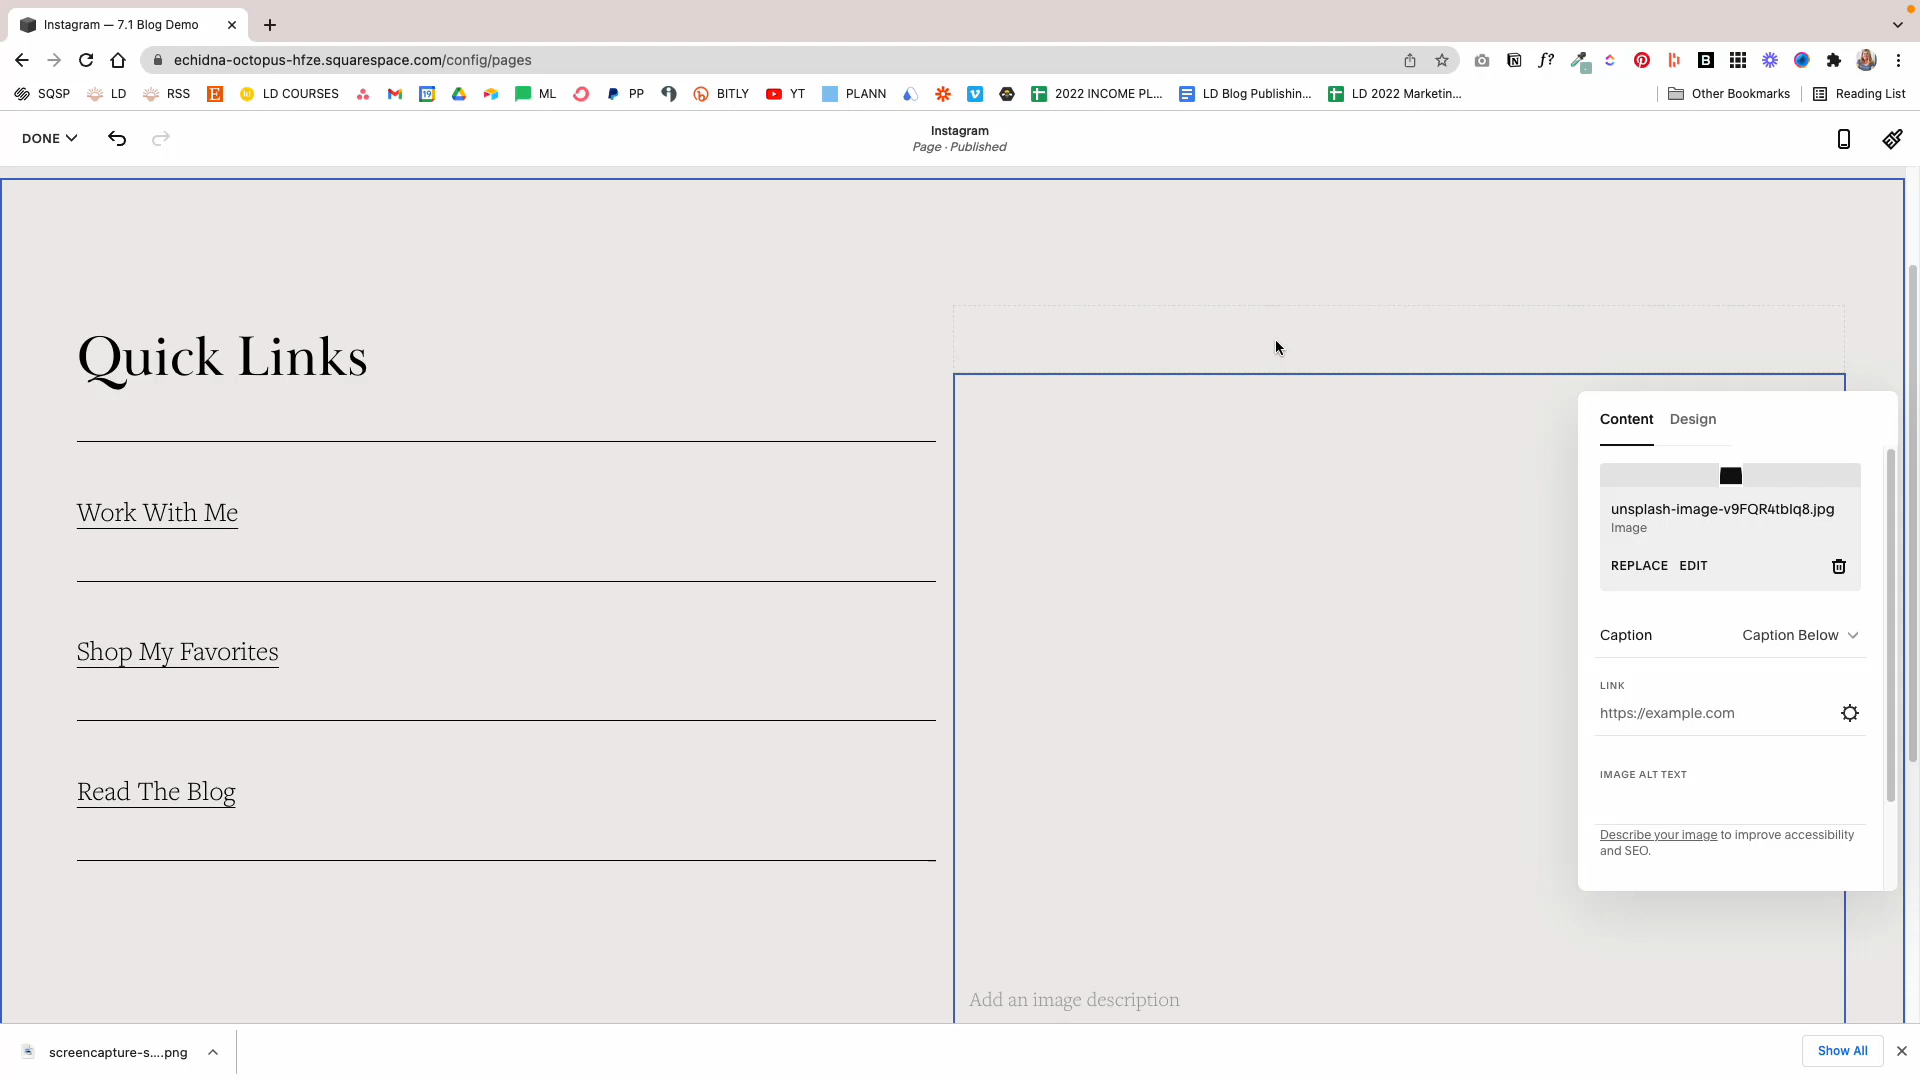 Instagram — 7.1 Blog Demo
echidna-octopus-hfze.squarespace.com/config/pages
SQSP
LD
RSS
LD COURSES
ML
PP
BITLY
YT
PLANN
2022 INCOME PL...
LD Blog Publishin...
LD 2022 Marketin...
Other Bookmarks
Reading List
DONE
Instagram
Page · Published
Quick Links
Work With Me
Shop My Favorites
Read The Blog
Content
Design
unsplash-image-v9FQR4tbIq8.jpg
Image
REPLACE
EDIT
Caption
Caption Below
LINK
https://example.com
IMAGE ALT TEXT
Describe your image to improve accessibility
and SEO.
Add an image description
screencapture-s....png
Show All